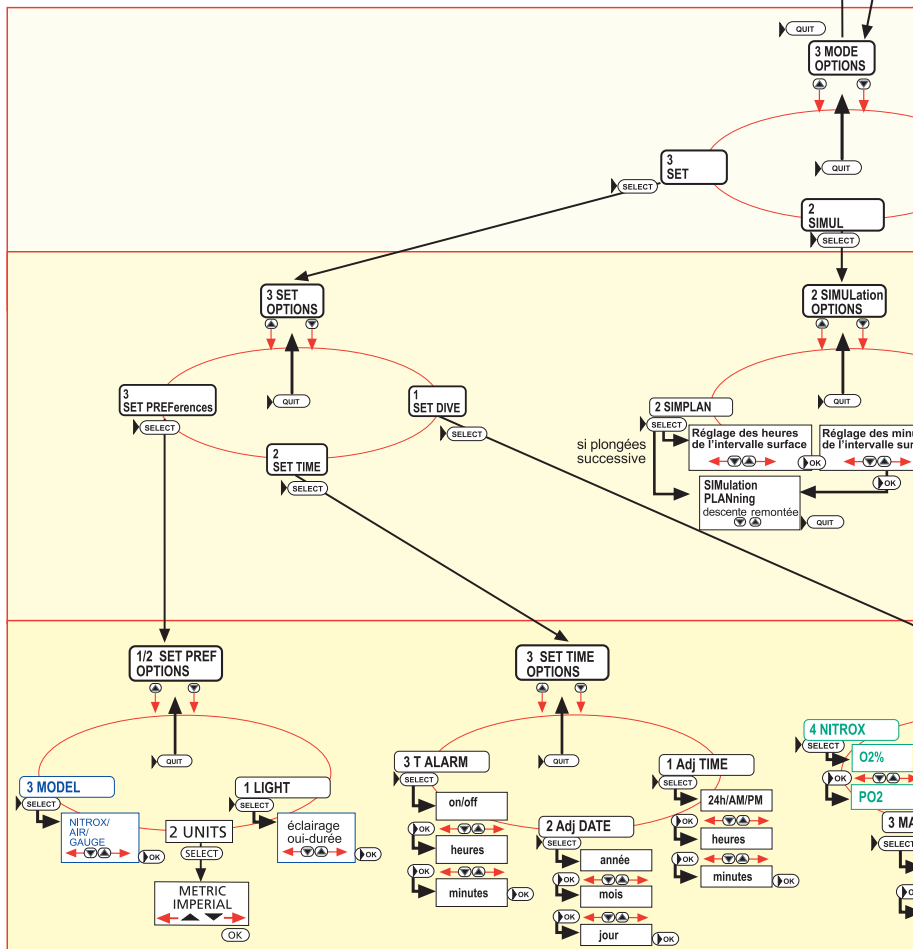 QUIT
3 MODE
OPTIONS
QUIT
3
SET
SELECT
2
SIMUL
SELECT
3 SET
OPTIONS
QUIT
3
SET PREFerences
SELECT
1
SET DIVE
SELECT
2
SET TIME
SELECT
2 SIMULation
OPTIONS
QUIT
2 SIMPLAN
SELECT
si plongées
successive
Réglage des heures
de l'intervalle surface
OK
Réglage des minu
de l'intervalle sur
OK
SIMulation
PLANning
descente remontée
QUIT
1/2 SET PREF
OPTIONS
QUIT
3 MODEL
SELECT
NITROX/
AIR/
GAUGE
OK
2 UNITS
SELECT
METRIC
IMPERIAL
OK
1 LIGHT
SELECT
éclairage
oui-durée
OK
3 SET TIME
OPTIONS
QUIT
3 T ALARM
SELECT
on/off
OK
heures
OK
minutes
OK
2 Adj DATE
SELECT
année
OK
mois
OK
jour
OK
1 Adj TIME
SELECT
24h/AM/PM
OK
heures
OK
minutes
OK
4 NITROX
SELECT
O2%
OK
PO2
3 MA
SELECT